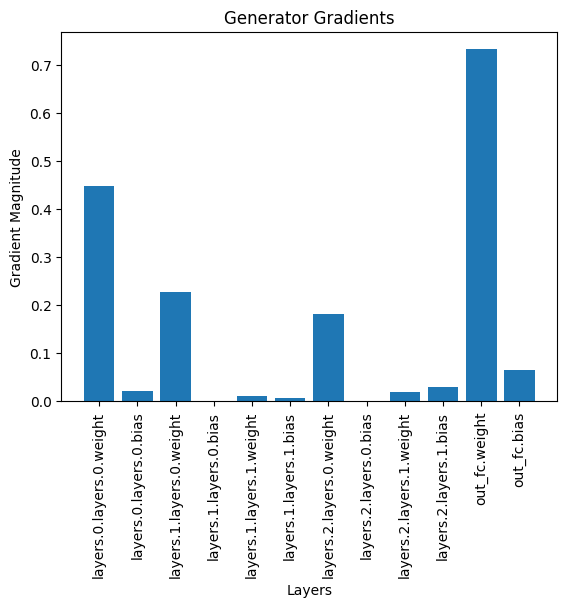 Generator Gradients
Gradient Magnitude
0.7
0.6
0.5
0.4
0.3
0.2
0.1
0.0
layers.0.layers.0.weight
layers.0.layers.0.bias
layers.1.layers.0.weight
layers.1.layers.0.bias
layers.1.layers.1.weight
layers.1.layers.1.bias
layers.2.layers.0.weight
layers.2.layers.0.bias
layers.2.layers.1.weight
layers.2.layers.1.bias
out_fc.weight
out_fc.bias
Layers